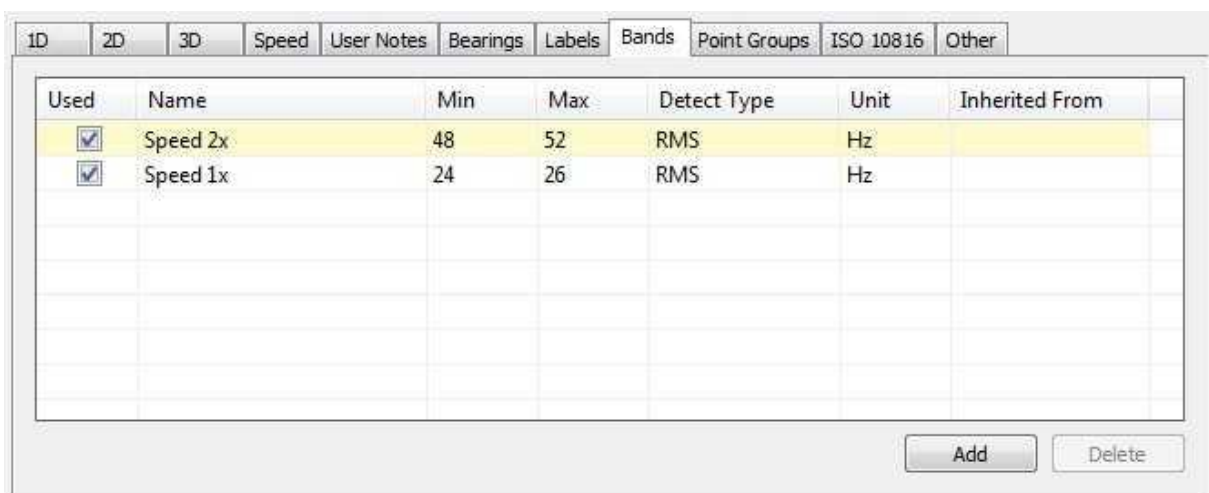 1D 2D 3D Speed User Notes Bearings Labels Bands Point Groups ISO 10816 Other
Used Name Min Max Detect Type Unit Inherited From
Speed 2x 48 52 RMS Hz
Speed 1x 24 26 RMS Hz
Add Delete